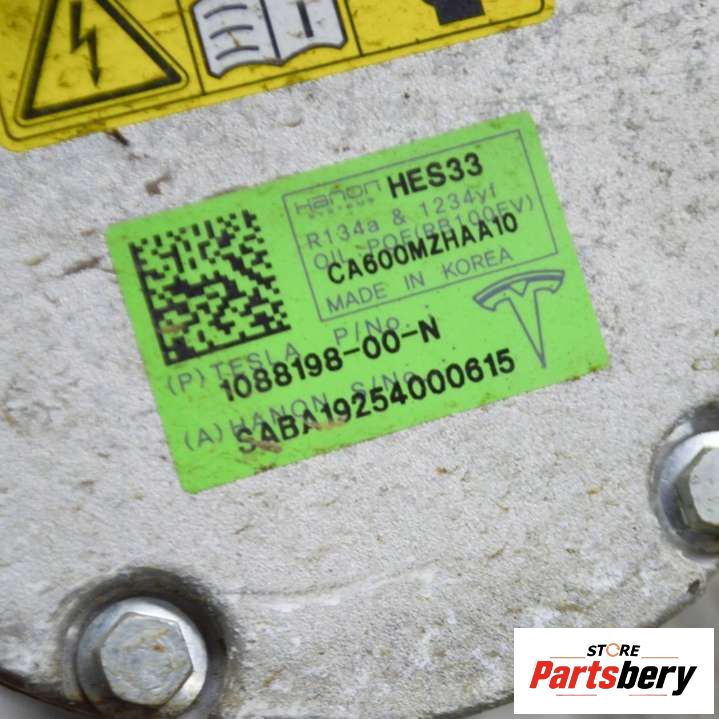 Hanon SYSTEMS HES33
R134a & 1234yf
OIL POE(RB100EV)
CA600MZHAA10
MADE IN KOREA
(P) TESLA P/No.
1088198-00-N
(A) HANON S/No.
SABA19254000615
STORE
Partsbery